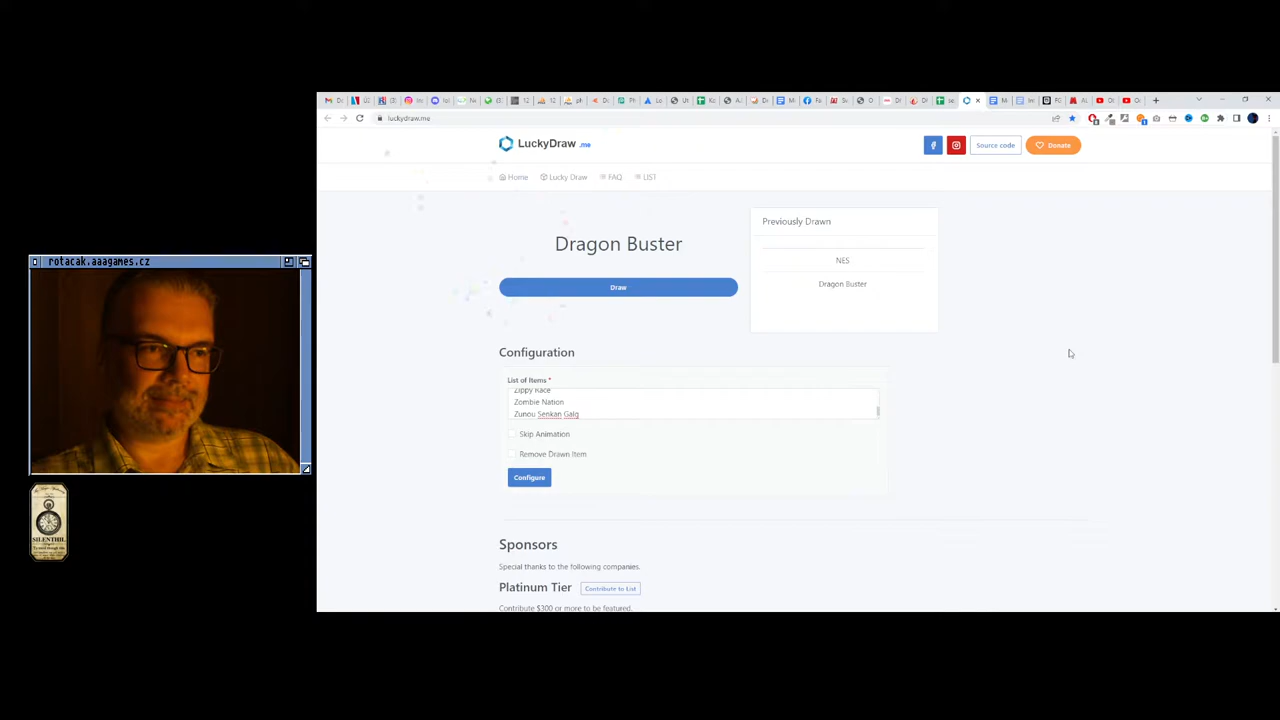 luckydraw.me
rotacak.aaagames.cz
SILENTHIL
LuckyDraw .me
Source code
Donate
Home
Lucky Draw
FAQ
LIST
Dragon Buster
Draw
Previously Drawn
NES
Dragon Buster
Configuration
List of Items *
Zippy Race
Zombie Nation
Zunou Senkan Galg
Skip Animation
Remove Drawn Item
Configure
Sponsors
Special thanks to the following companies.
Platinum Tier
Contribute to List
Contribute $300 or more to be featured.